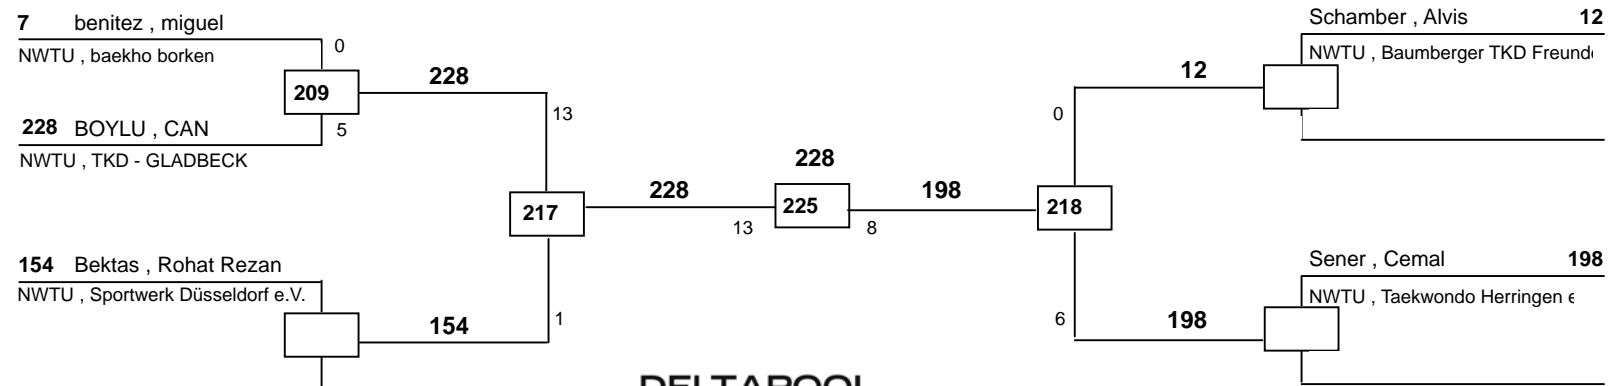 7 benitez , miguel
NWTU , baekho borken
0
209
228
228 BOYLU , CAN
5
NWTU , TKD - GLADBECK
13
217
228
228
13
225
198
8
218
154 Bektas , Rohat Rezan
NWTU , Sportwerk Düsseldorf e.V.
154
1
Schamber , Alvis 12
NWTU , Baumberger TKD Freunde
12
0
Sener , Cemal 198
NWTU , Taekwondo Herringen e
198
6
DELTAPOOL